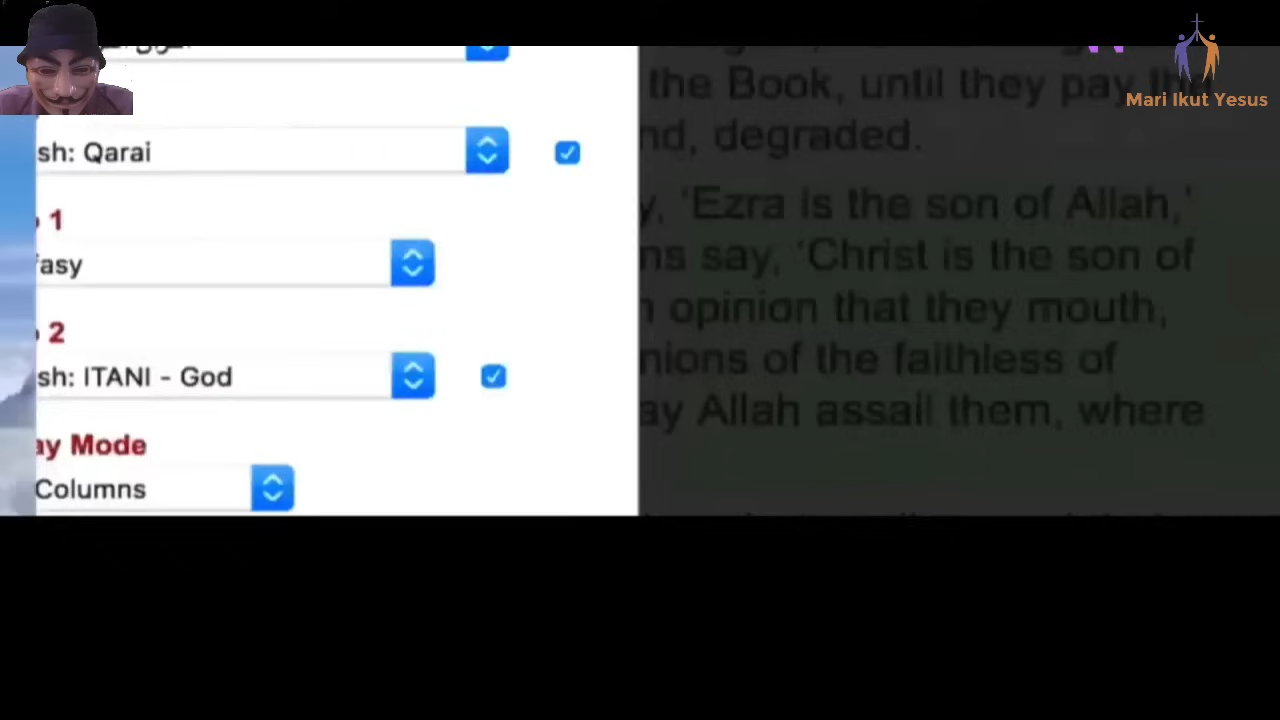 Mari Ikut Yesus
the Book, until they pay the
nd, degraded.
sh: Qarai
y, ‘Ezra is the son of Allah,’
1
ns say, ‘Christ is the son of
fasy
opinion that they mouth,
2
nions of the faithless of
sh: ITANI - God
ay Allah assail them, where
ay Mode
Columns